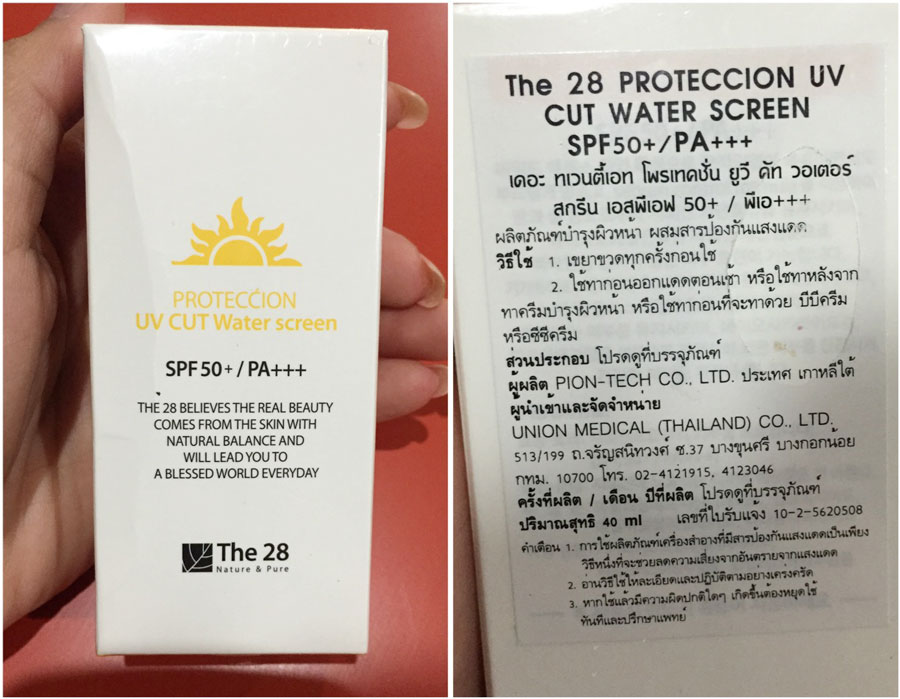 PROTECĆION
UV CUT Water screen
SPF 50+ / PA+++
THE 28 BELIEVES THE REAL BEAUTY
COMES FROM THE SKIN WITH
NATURAL BALANCE AND
WILL LEAD YOU TO
A BLESSED WORLD EVERYDAY
The 28
Nature & Pure
The 28 PROTECCION UV
CUT WATER SCREEN
SPF50+/PA+++
เดอะ ทเวนตี้เอท โพรเทคชั่น ยูวี คัท วอเตอร์
สกรีน เอสพีเอฟ 50+ / พีเอ+++
ผลิตภัณฑ์บำรุงผิวหน้า ผสมสารป้องกันแสงแดด
วิธีใช้ 1. เขย่าขวดทุกครั้งก่อนใช้
2. ใช้ทาก่อนออกแดดตอนเช้า หรือใช้ทาหลังจาก
ทาครีมบำรุงผิวหน้า หรือใช้ทาก่อนที่จะทาด้วย บีบีครีม
หรือซีซีครีม
ส่วนประกอบ โปรดดูที่บรรจุภัณฑ์
ผู้ผลิต PION-TECH CO., LTD. ประเทศ เกาหลีใต้
ผู้นำเข้าและจัดจำหน่าย
UNION MEDICAL (THAILAND) CO., LTD.
513/199 ถ.จรัญสนิทวงศ์ ซ.37 บางขุนศรี บางกอกน้อย
กทม. 10700 โทร. 02-4121915, 4123046
ครั้งที่ผลิต / เดือน ปีที่ผลิต โปรดดูที่บรรจุภัณฑ์
ปริมาณสุทธิ 40 ml เลขที่ใบรับแจ้ง 10-2-5620508
คำเตือน 1. การใช้ผลิตภัณฑ์เครื่องสำอางที่มีสารป้องกันแสงแดดเป็นเพียง
วิธีหนึ่งที่จะช่วยลดความเสี่ยงจากอันตรายจากแสงแดด
2. อ่านวิธีใช้ให้ละเอียดและปฏิบัติตามอย่างเคร่งครัด
3. หากใช้แล้วมีความผิดปกติใดๆ เกิดขึ้นต้องหยุดใช้
ทันทีและปรึกษาแพทย์